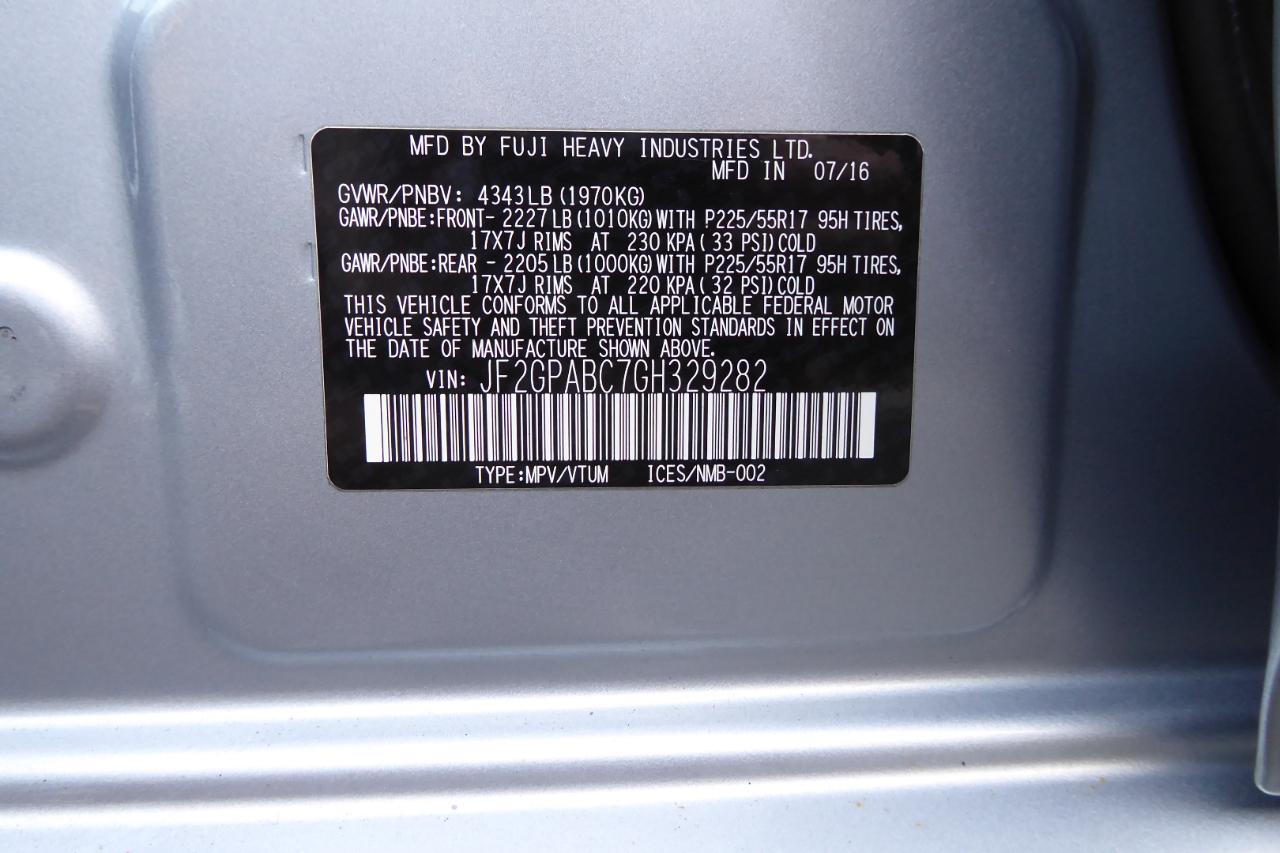 MFD BY FUJI HEAVY INDUSTRIES LTD.
MFD IN 07/16
GVWR/PNBV: 4343LB (1970KG)
GAWR/PNBE:FRONT- 2227LB (1010KG) WITH P225/55R17 95H TIRES,
17X7J RIMS AT 230 KPA ( 33 PSI) COLD
GAWR/PNBE:REAR - 2205LB (1000KG) WITH P225/55R17 95H TIRES,
17X7J RIMS AT 220 KPA ( 32 PSI) COLD
THIS VEHICLE CONFORMS TO ALL APPLICABLE FEDERAL MOTOR
VEHICLE SAFETY AND THEFT PREVENTION STANDARDS IN EFFECT ON
THE DATE OF MANUFACTURE SHOWN ABOVE.
VIN: JF2GPABC7GH329282
TYPE:MPV/VTUM ICES/NMB-002